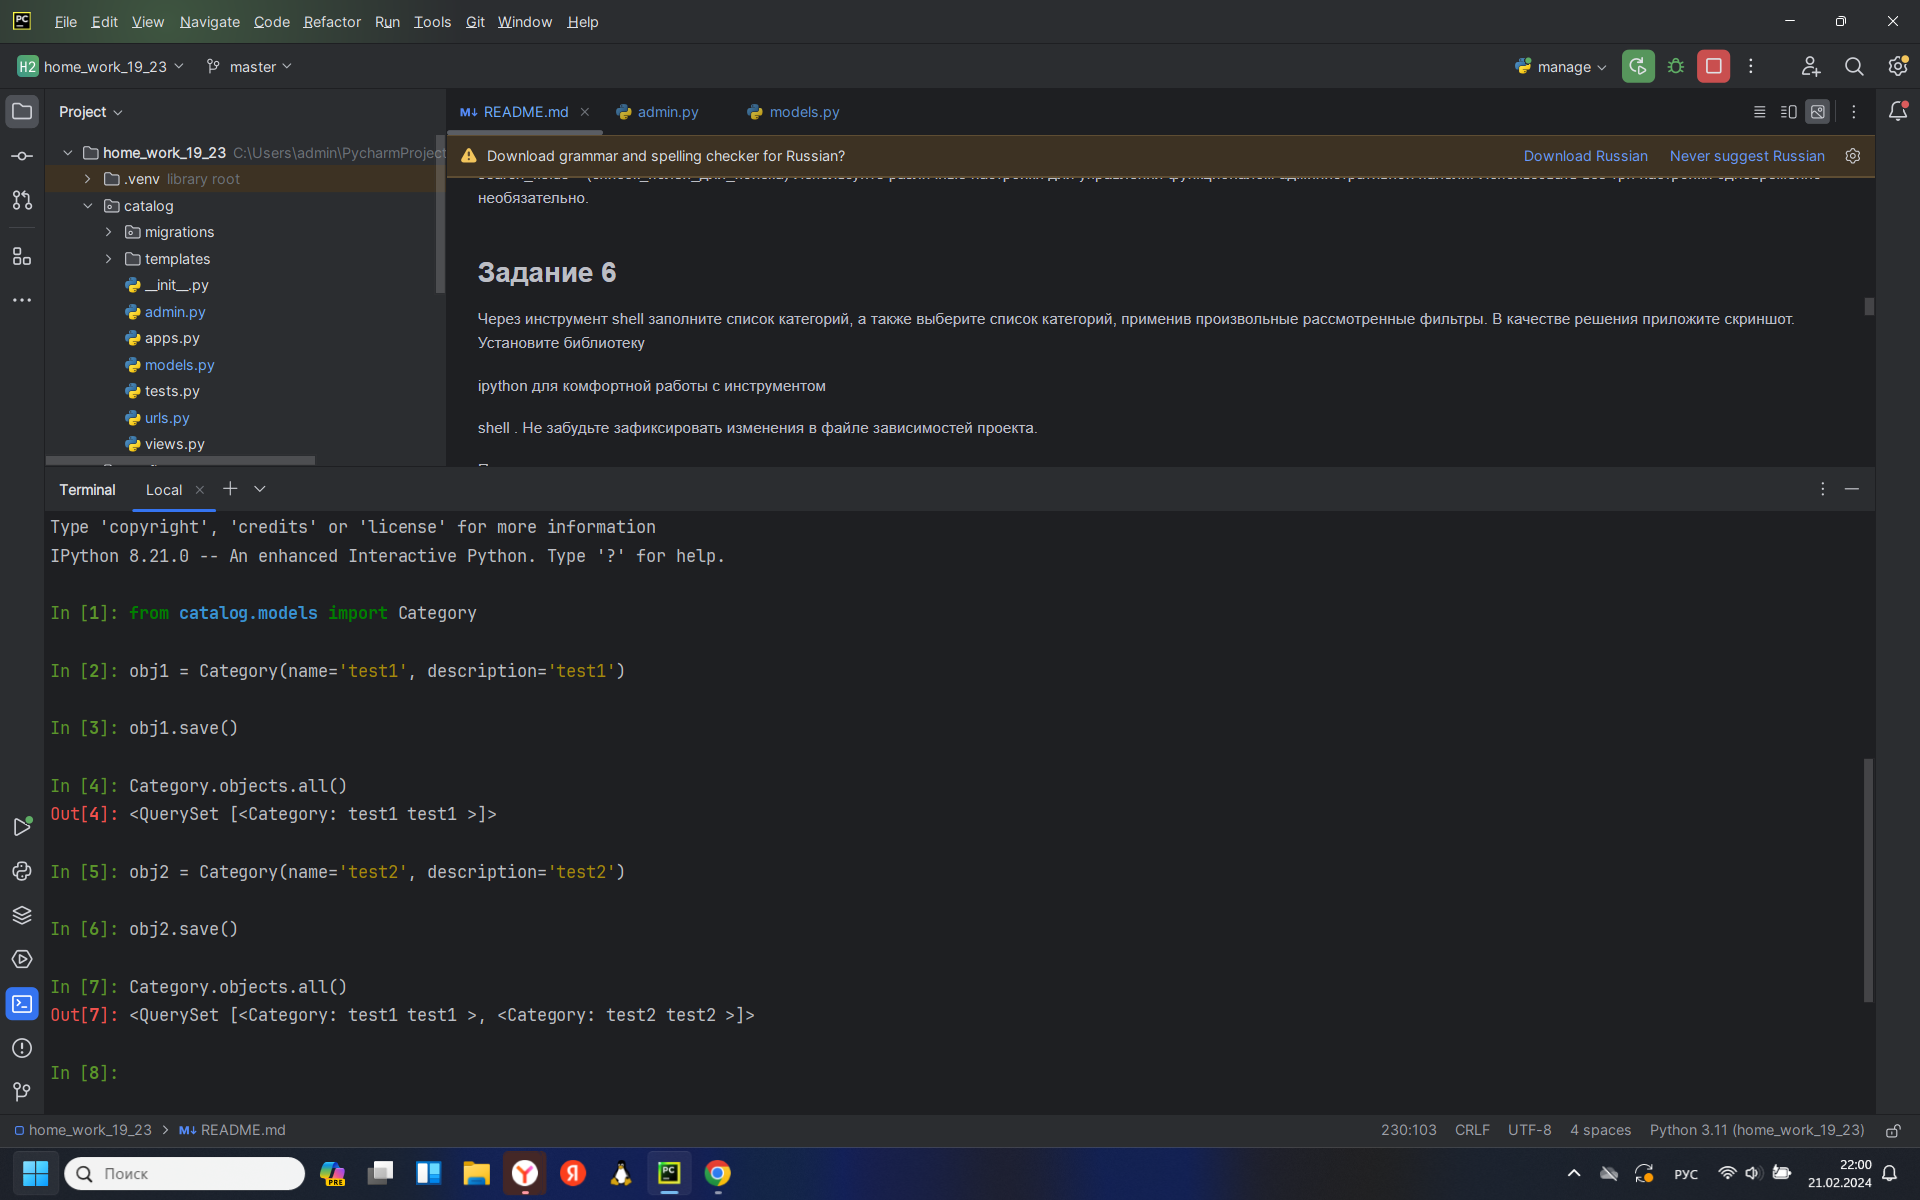 File Edit View Navigate Code Refactor Run Tools Git Window Help
H2 home_work_19_23 master manage
Project
README.md admin.py models.py
home_work_19_23 C:\Users\admin\PycharmProject
Download grammar and spelling checker for Russian? Download Russian Never suggest Russian
.venv library root
catalog
migrations
templates
__init__.py
admin.py
apps.py
models.py
tests.py
urls.py
views.py
необязательно.
Задание 6
Через инструмент shell заполните список категорий, а также выберите список категорий, применив произвольные рассмотренные фильтры. В качестве решения приложите скриншот.
Установите библиотеку
ipython для комфортной работы с инструментом
shell . Не забудьте зафиксировать изменения в файле зависимостей проекта.
Terminal Local
Type 'copyright', 'credits' or 'license' for more information
IPython 8.21.0 -- An enhanced Interactive Python. Type '?' for help.
In [1]: from catalog.models import Category
In [2]: obj1 = Category(name='test1', description='test1')
In [3]: obj1.save()
In [4]: Category.objects.all()
Out[4]: <QuerySet [<Category: test1 test1 >]>
In [5]: obj2 = Category(name='test2', description='test2')
In [6]: obj2.save()
In [7]: Category.objects.all()
Out[7]: <QuerySet [<Category: test1 test1 >, <Category: test2 test2 >]>
In [8]:
home_work_19_23 > README.md 230:103 CRLF UTF-8 4 spaces Python 3.11 (home_work_19_23)
Поиск РУС 22:00
21.02.2024